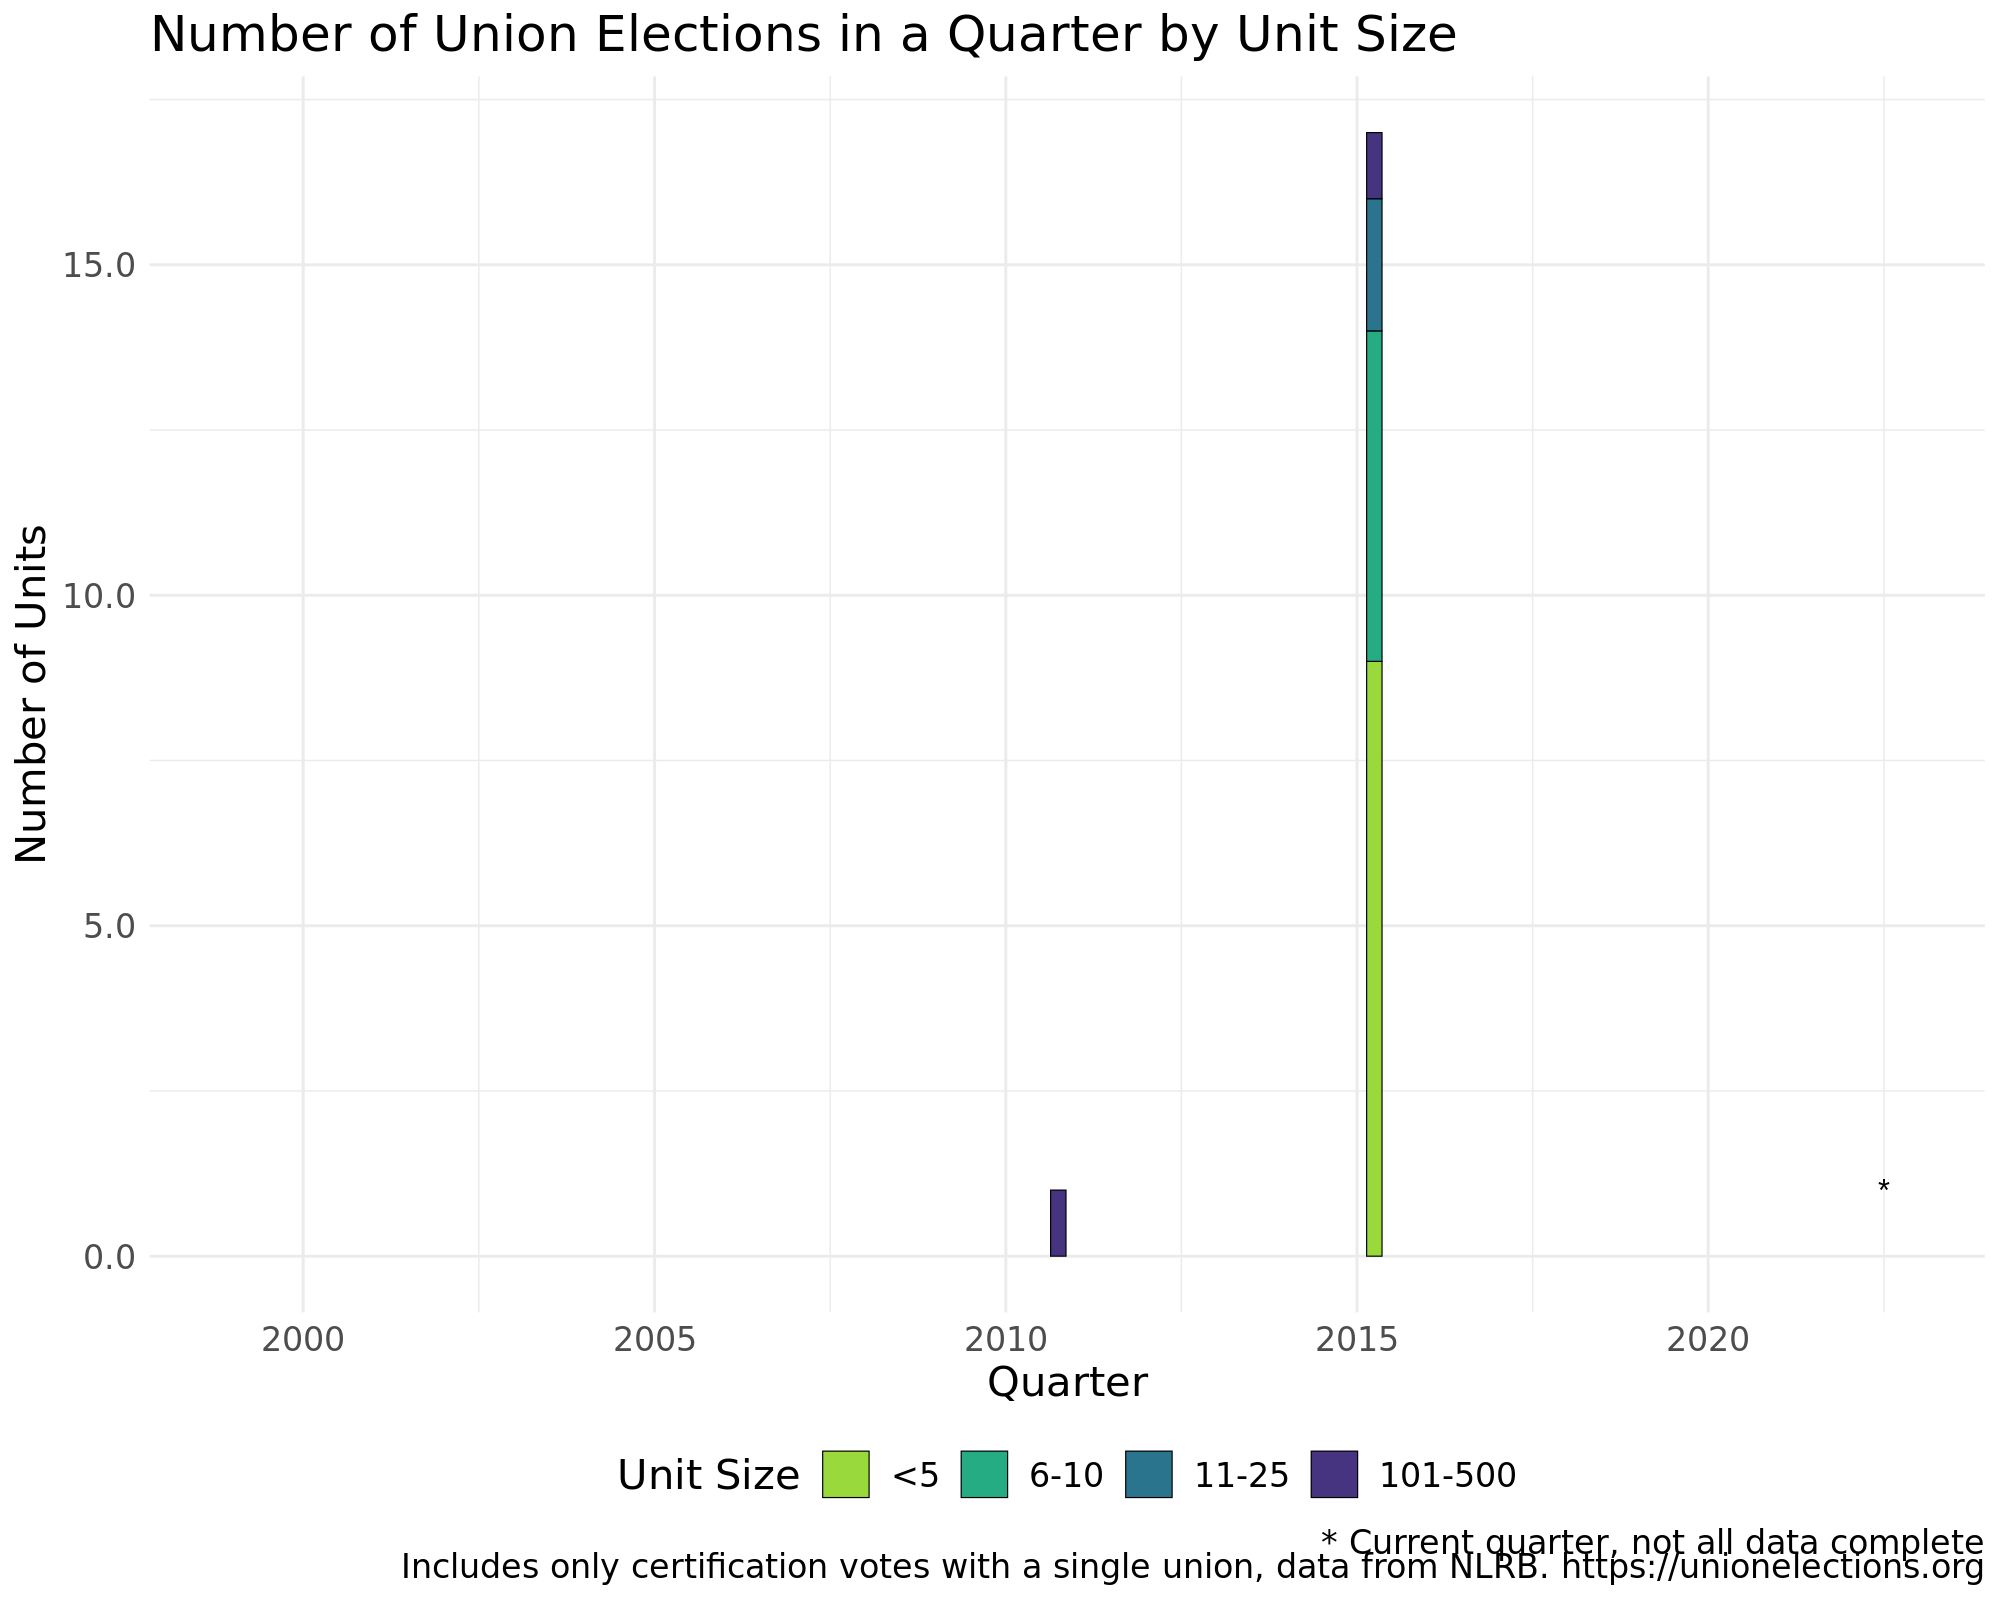 Number of Union Elections in a Quarter by Unit Size
Number of Units
15.0
10.0
5.0
0.0
*
2000 2005 2010 2015 2020
Quarter
Unit Size <5 6-10 11-25 101-500
* Current quarter, not all data complete
Includes only certification votes with a single union, data from NLRB. https://unionelections.org